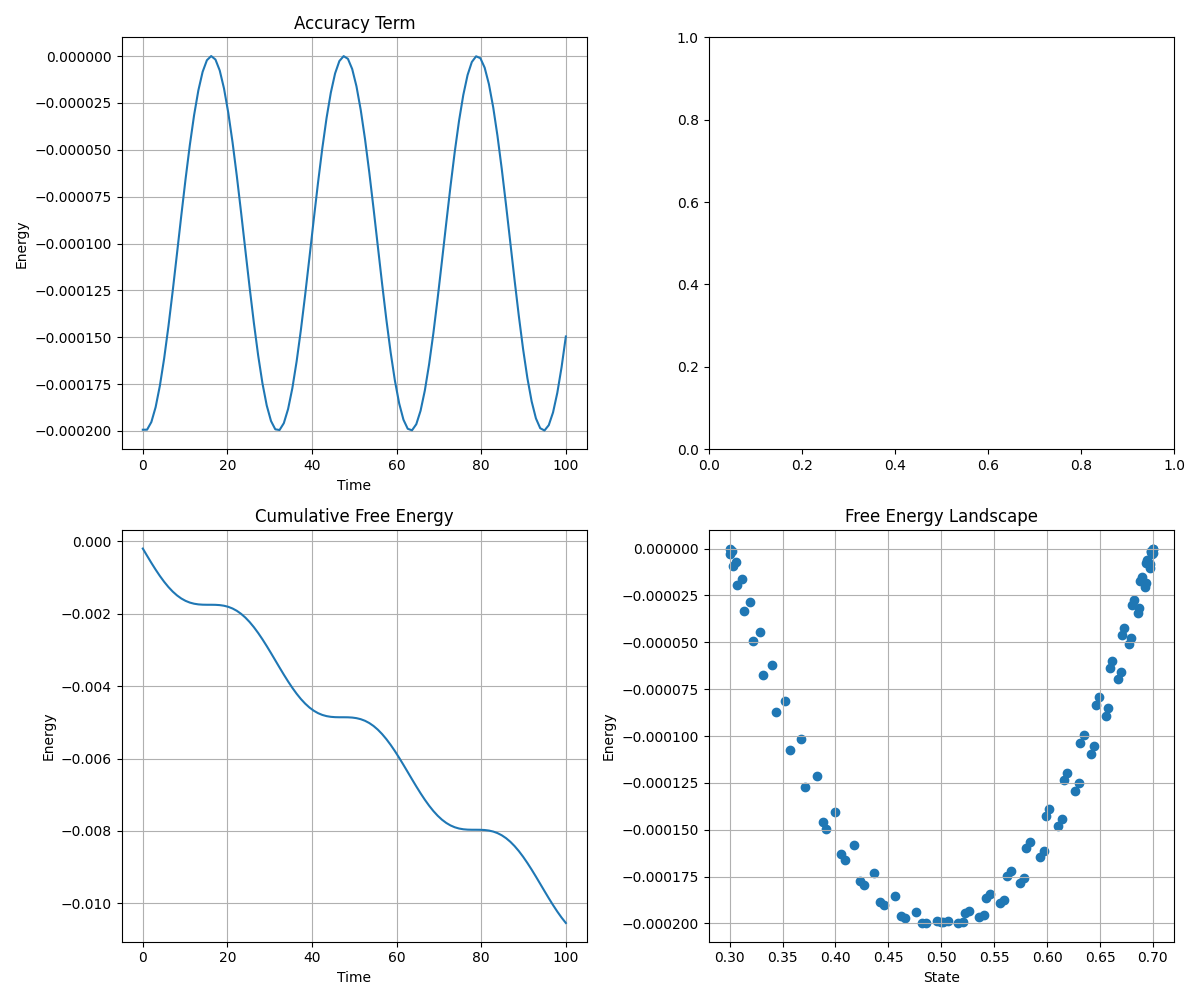 Accuracy Term
0.000000
−0.000025
−0.000050
−0.000075
−0.000100
−0.000125
−0.000150
−0.000175
−0.000200
Energy
0 20 40 60 80 100
Time
1.0
0.8
0.6
0.4
0.2
0.0
0.0 0.2 0.4 0.6 0.8 1.0
Cumulative Free Energy
0.000
−0.002
−0.004
−0.006
−0.008
−0.010
Energy
0 20 40 60 80 100
Time
Free Energy Landscape
0.000000
−0.000025
−0.000050
−0.000075
−0.000100
−0.000125
−0.000150
−0.000175
−0.000200
Energy
0.30 0.35 0.40 0.45 0.50 0.55 0.60 0.65 0.70
State